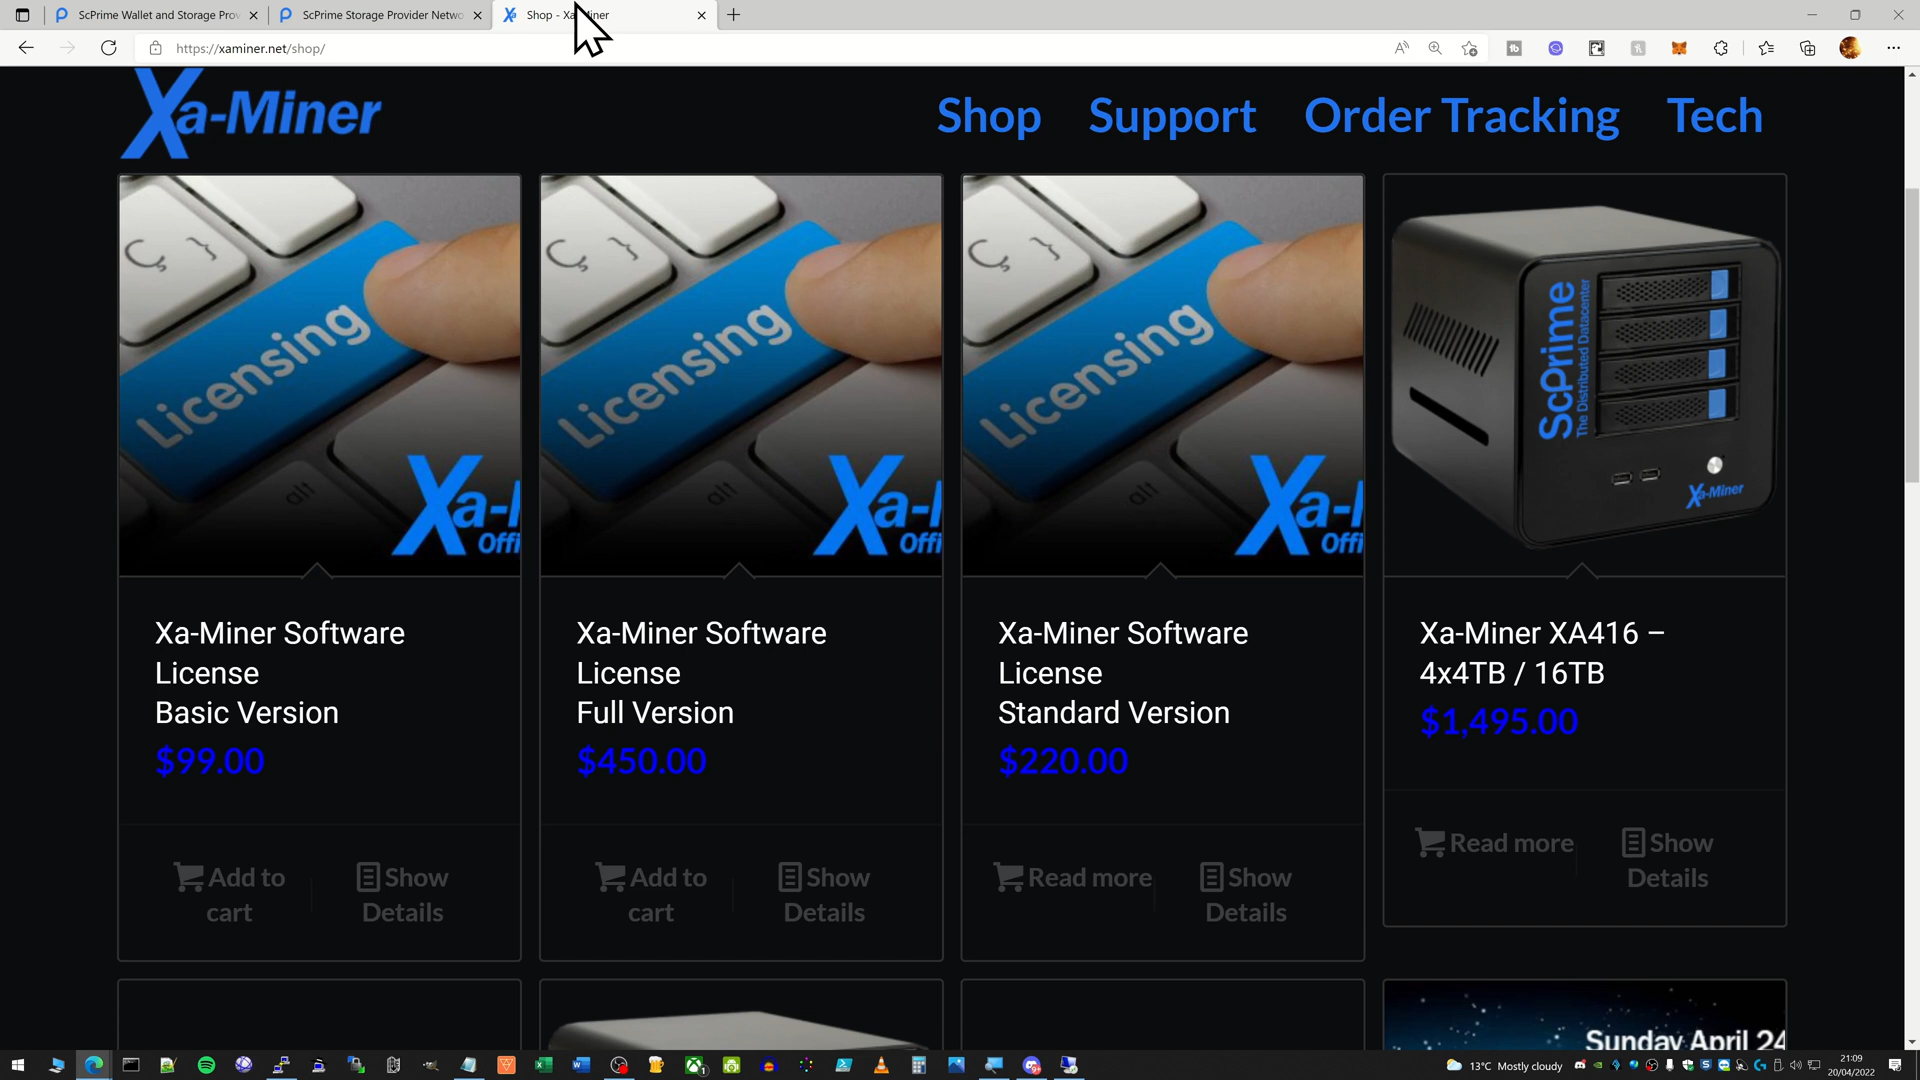 ScPrime Wallet and Storage Prov
ScPrime Storage Provider Netwo
Shop - Xa-Miner
https://xaminer.net/shop/
Xa-Miner
Shop
Support
Order Tracking
Tech
Licensing
alt
Xa-
Offi
Licensing
alt
Xa-
Offi
Licensing
alt
Xa-
Offi
ScPrime
The Distributed Datacenter
Xa-Miner
Xa-Miner Software
License
Basic Version
$99.00
Xa-Miner Software
License
Full Version
$450.00
Xa-Miner Software
License
Standard Version
$220.00
Xa-Miner XA416 –
4x4TB / 16TB
$1,495.00
Add to
cart
Show
Details
Add to
cart
Show
Details
Read more
Show
Details
Read more
Show
Details
Sunday April 24
13°C Mostly cloudy
21:09
20/04/2022